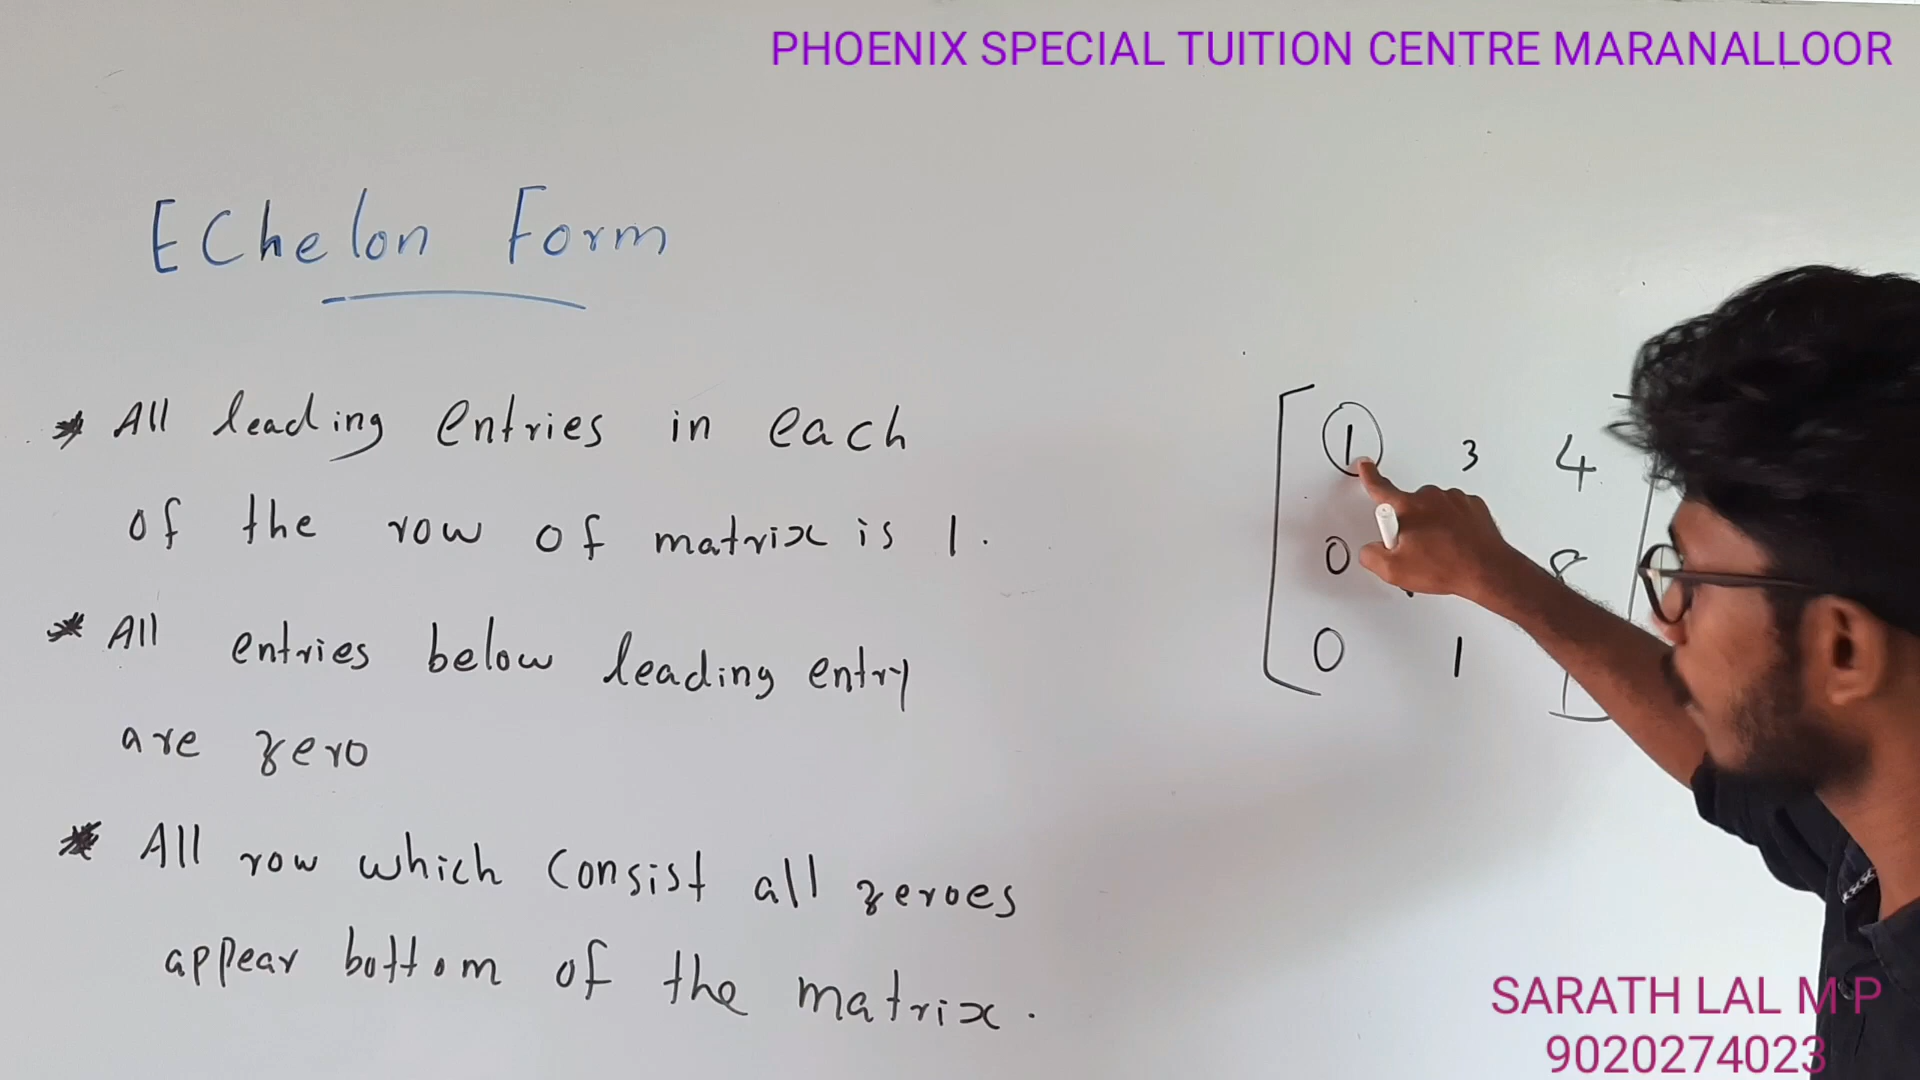 PHOENIX SPECIAL TUITION CENTRE MARANALLOOR
EChelon Form
* All leading entries in each
of the row of matrix is 1.
* All entries below leading entry
are zero
* All row which consist all zeroes
appear bottom of the matrix.
1 3 4
0 8
0 1
SARATH LAL M P
9020274023